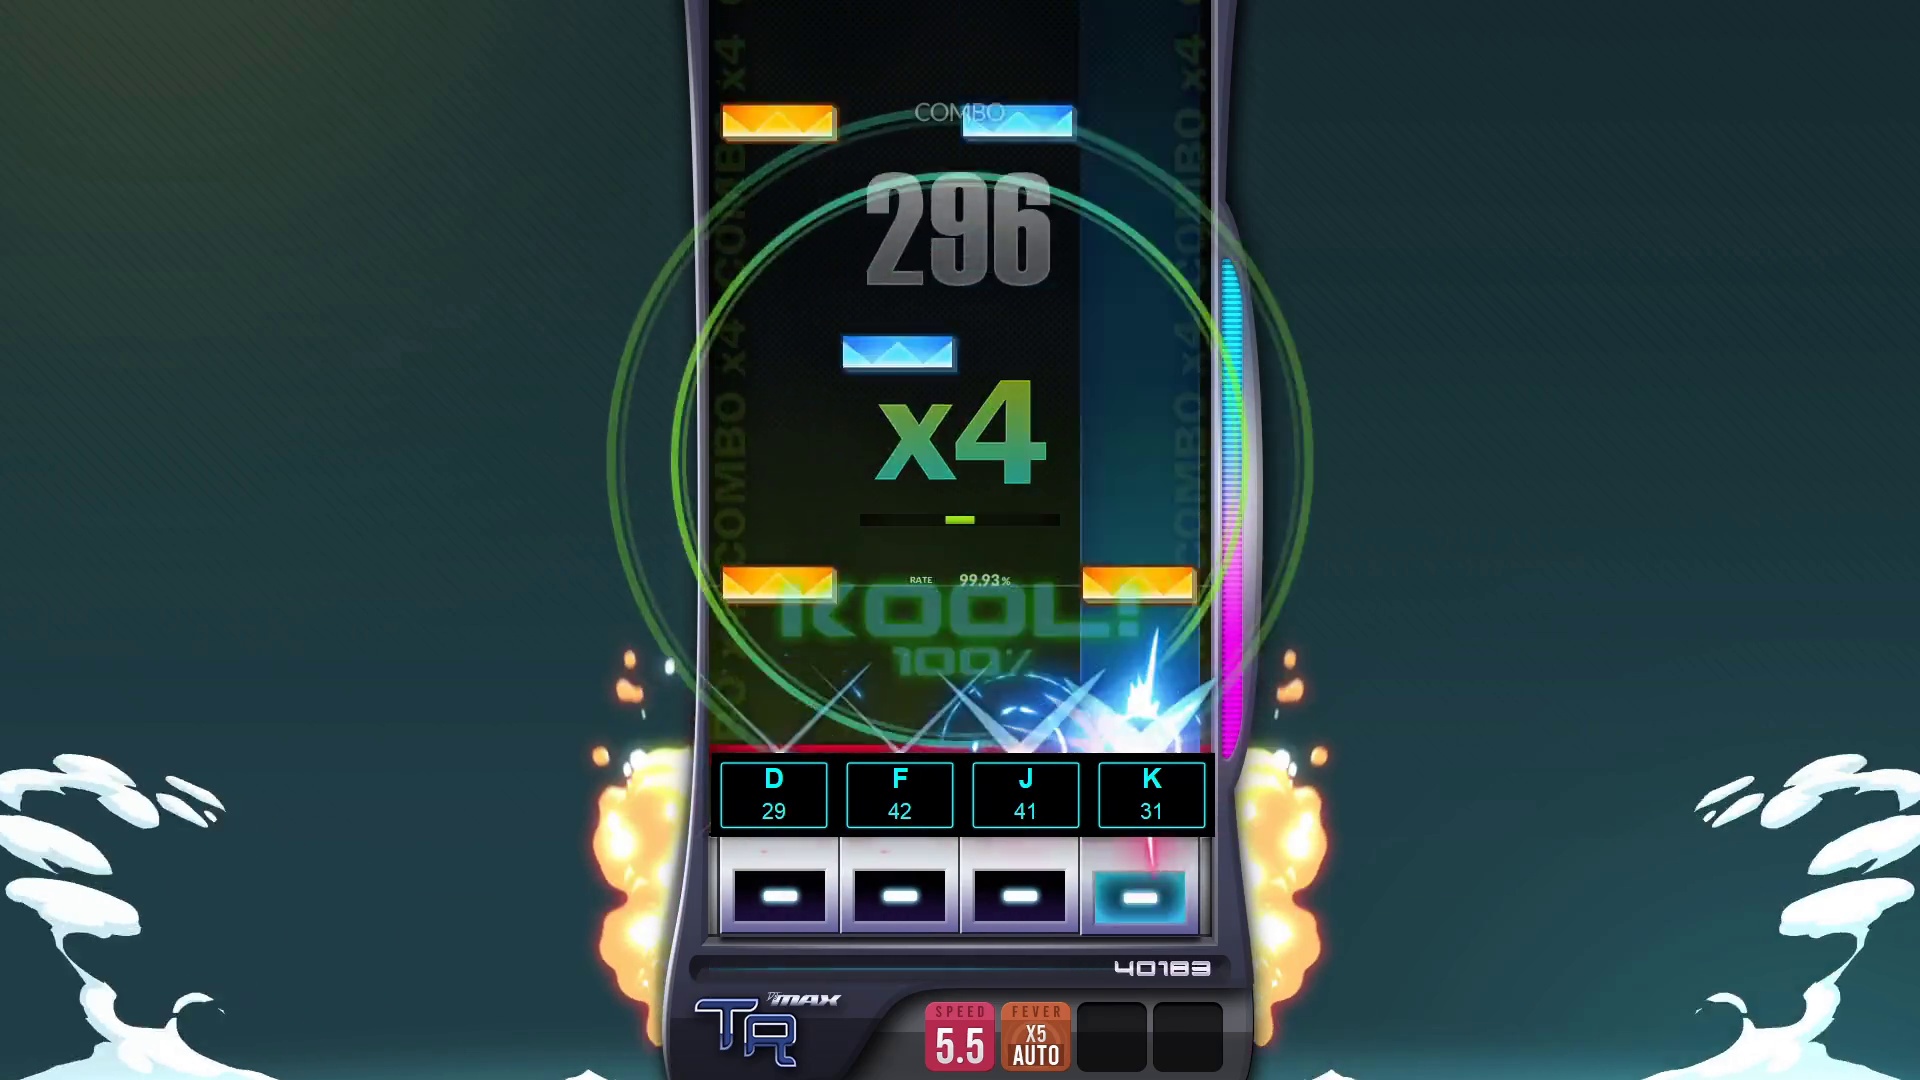 COMBO
296
x4
COMBO x4 COMBO x4
COMBO x4 COMBO x4
RATE 99.93%
KOOL!
100%
D F J K
29 42 41 31
40183
DJMAX
TR
SPEED FEVER
5.5 X5
AUTO